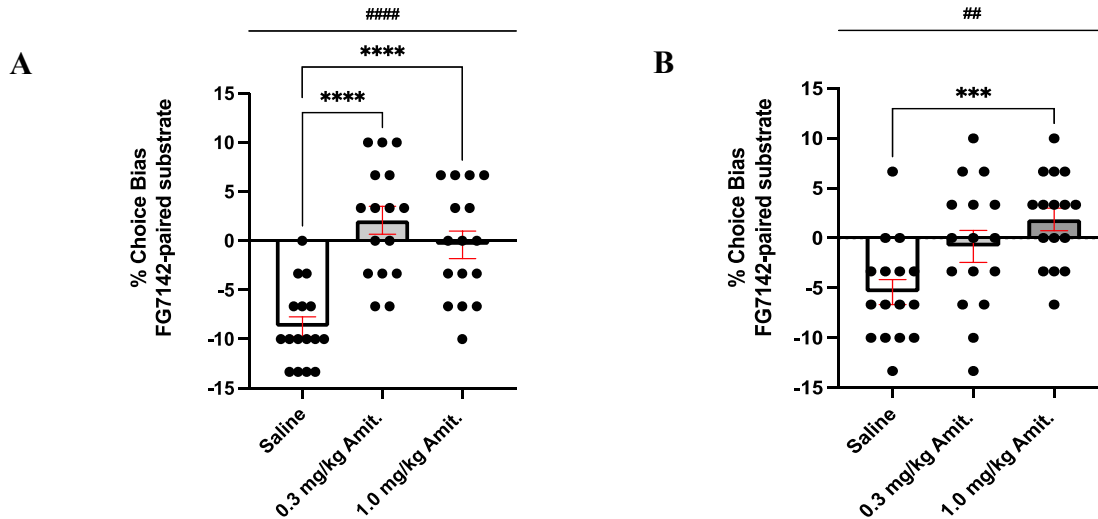 ####
A
****
****
% Choice Bias
FG7142-paired substrate
15
10
5
0
-5
-10
-15
Saline
0.3 mg/kg Amit.
1.0 mg/kg Amit.
##
B
***
% Choice Bias
FG7142-paired substrate
15
10
5
0
-5
-10
-15
Saline
0.3 mg/kg Amit.
1.0 mg/kg Amit.